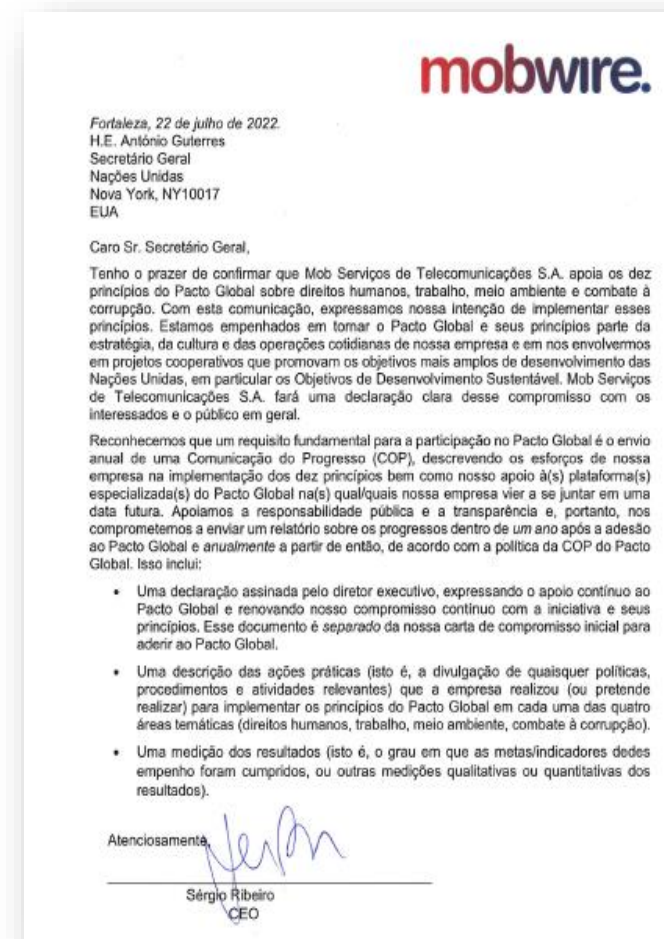 mobwire.
Fortaleza, 22 de julho de 2022.
H.E. António Guterres
Secretário Geral
Nações Unidas
Nova York, NY10017
EUA
Caro Sr. Secretário Geral,
Tenho o prazer de confirmar que Mob Serviços de Telecomunicações S.A. apoia os dez
princípios do Pacto Global sobre direitos humanos, trabalho, meio ambiente e combate à
corrupção. Com esta comunicação, expressamos nossa intenção de implementar esses
princípios. Estamos empenhados em tornar o Pacto Global e seus princípios parte da
estratégia, da cultura e das operações cotidianas de nossa empresa e em nos envolvermos
em projetos cooperativos que promovam os objetivos mais amplos de desenvolvimento das
Nações Unidas, em particular os Objetivos de Desenvolvimento Sustentável. Mob Serviços
de Telecomunicações S.A. fará uma declaração clara desse compromisso com os
interessados e o público em geral.
Reconhecemos que um requisito fundamental para a participação no Pacto Global é o envio
anual de uma Comunicação do Progresso (COP), descrevendo os esforços de nossa
empresa na implementação dos dez princípios bem como nosso apoio à(s) plataforma(s)
especializada(s) do Pacto Global na(s) qual/quais nossa empresa vier a se juntar em uma
data futura. Apoiamos a responsabilidade pública e a transparência e, portanto, nos
comprometemos a enviar um relatório sobre os progressos dentro de um ano após a adesão
ao Pacto Global e anualmente a partir de então, de acordo com a política da COP do Pacto
Global. Isso inclui:
• Uma declaração assinada pelo diretor executivo, expressando o apoio contínuo ao
Pacto Global e renovando nosso compromisso contínuo com a iniciativa e seus
princípios. Esse documento é separado da nossa carta de compromisso inicial para
aderir ao Pacto Global.
• Uma descrição das ações práticas (isto é, a divulgação de quaisquer políticas,
procedimentos e atividades relevantes) que a empresa realizou (ou pretende
realizar) para implementar os princípios do Pacto Global em cada uma das quatro
áreas temáticas (direitos humanos, trabalho, meio ambiente, combate à corrupção).
• Uma medição dos resultados (isto é, o grau em que as metas/indicadores dedes
empenho foram cumpridos, ou outras medições qualitativas ou quantitativas dos
resultados).
Atenciosamente,
Sérgio Ribeiro
CEO